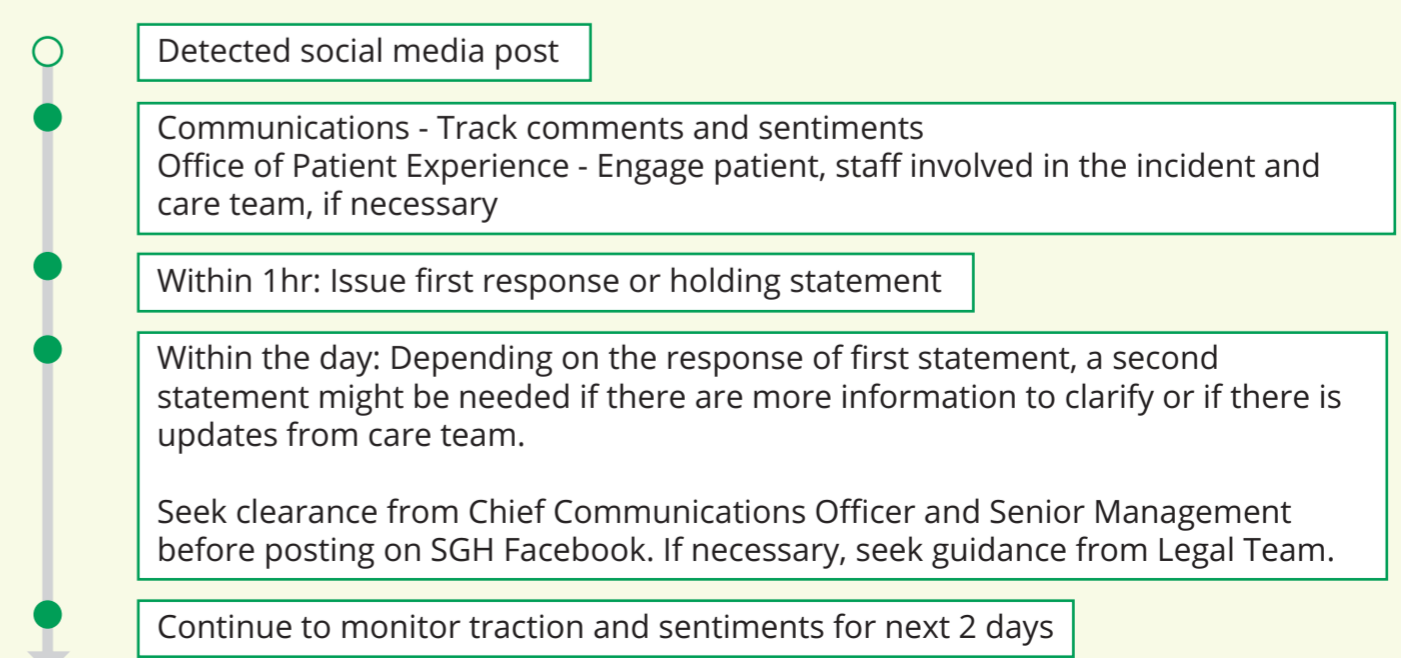 Detected social media post
Communications - Track comments and sentiments
Office of Patient Experience - Engage patient, staff involved in the incident and
care team, if necessary
Within 1hr: Issue first response or holding statement
Within the day: Depending on the response of first statement, a second
statement might be needed if there are more information to clarify or if there is
updates from care team.
Seek clearance from Chief Communications Officer and Senior Management
before posting on SGH Facebook. If necessary, seek guidance from Legal Team.
Continue to monitor traction and sentiments for next 2 days